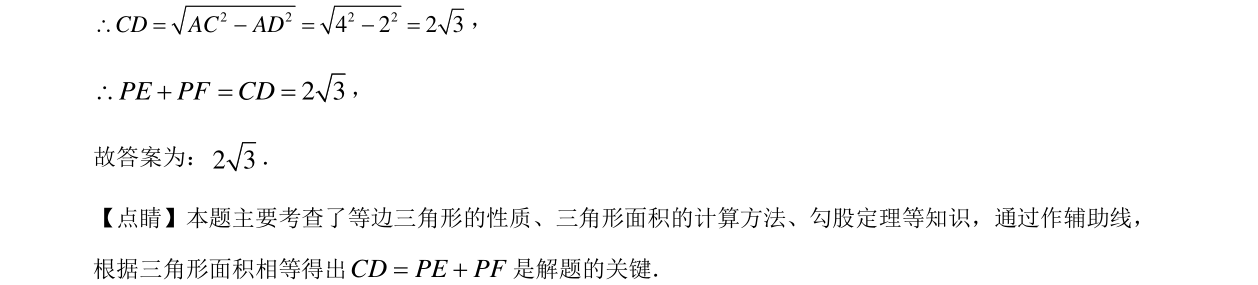 ∴CD=√(AC²−AD²)=√(4²−2²)=2√3，
∴PE+PF=CD=2√3，
故答案为：2√3．
【点睛】本题主要考查了等边三角形的性质、三角形面积的计算方法、勾股定理等知识，通过作辅助线，
根据三角形面积相等得出CD=PE+PF是解题的关键．